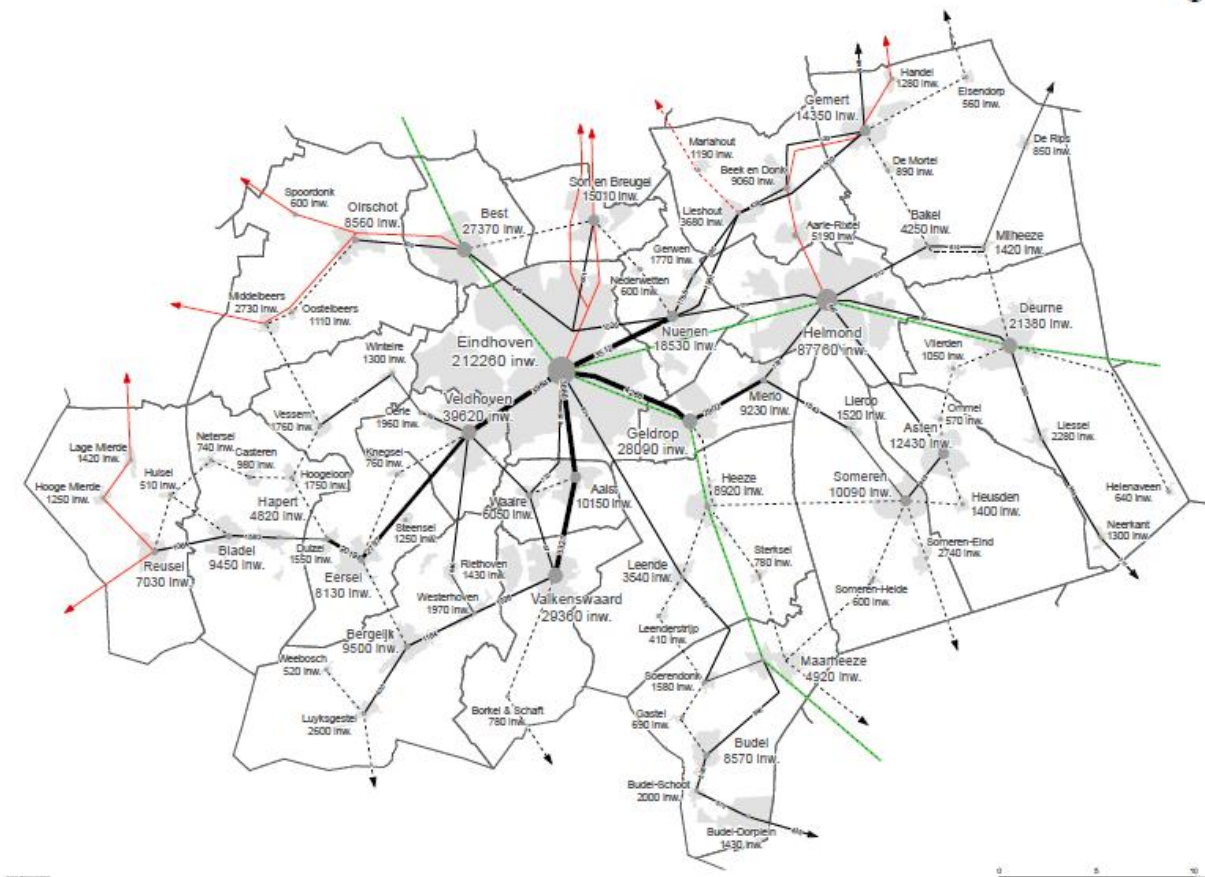 Handel
1280 inw.
Elsendorp
560 inw.
Gemert
14350 inw.
De Rips
850 inw.
Mariahout
1190 inw.
Beek en Donk
9060 inw.
De Mortel
890 inw.
Spoordonk
600 inw.
Oirschot
8560 inw.
Best
27370 inw.
Son en Breugel
15010 inw.
Lieshout
3680 inw.
Aarle-Rixtel
5190 inw.
Bakel
4250 inw.
Milheeze
1420 inw.
Gerwen
1770 inw.
Nederwetten
600 inw.
Middelbeers
2730 inw.
Oostelbeers
1110 inw.
Wintelre
1300 inw.
Eindhoven
212260 inw.
Nuenen
18530 inw.
Helmond
87760 inw.
Deurne
21380 inw.
Vlierden
1050 inw.
Vessem
1760 inw.
Oerle
1960 inw.
Veldhoven
39620 inw.
Geldrop
28090 inw.
Mierlo
9230 inw.
Lierop
1520 inw.
Ommel
570 inw.
Asten
12430 inw.
Liessel
2280 inw.
Lage Mierde
1420 inw.
Netersel
740 inw.
Casteren
980 inw.
Hulsel
510 inw.
Hoogeloon
1750 inw.
Knegsel
760 inw.
Hooge Mierde
1250 inw.
Hapert
4820 inw.
Waalre
6050 inw.
Aalst
10150 inw.
Heeze
8920 inw.
Someren
10090 inw.
Heusden
1400 inw.
Helenaveen
640 inw.
Steensel
1250 inw.
Neerkant
1300 inw.
Reusel
7030 inw.
Bladel
9450 inw.
Duizel
1550 inw.
Eersel
8130 inw.
Riethoven
1430 inw.
Westerhoven
1970 inw.
Valkenswaard
29360 inw.
Leende
3540 inw.
Sterksel
780 inw.
Someren-Eind
2740 inw.
Someren-Heide
600 inw.
Leenderstrijp
410 inw.
Bergeijk
9500 inw.
Weebosch
520 inw.
Maarheeze
4920 inw.
Soerendonk
1580 inw.
Luyksgestel
2600 inw.
Borkel & Schaft
780 inw.
Gastel
690 inw.
Budel
8570 inw.
Budel-Schoot
2000 inw.
Budel-Dorplein
1430 inw.
0 5 10